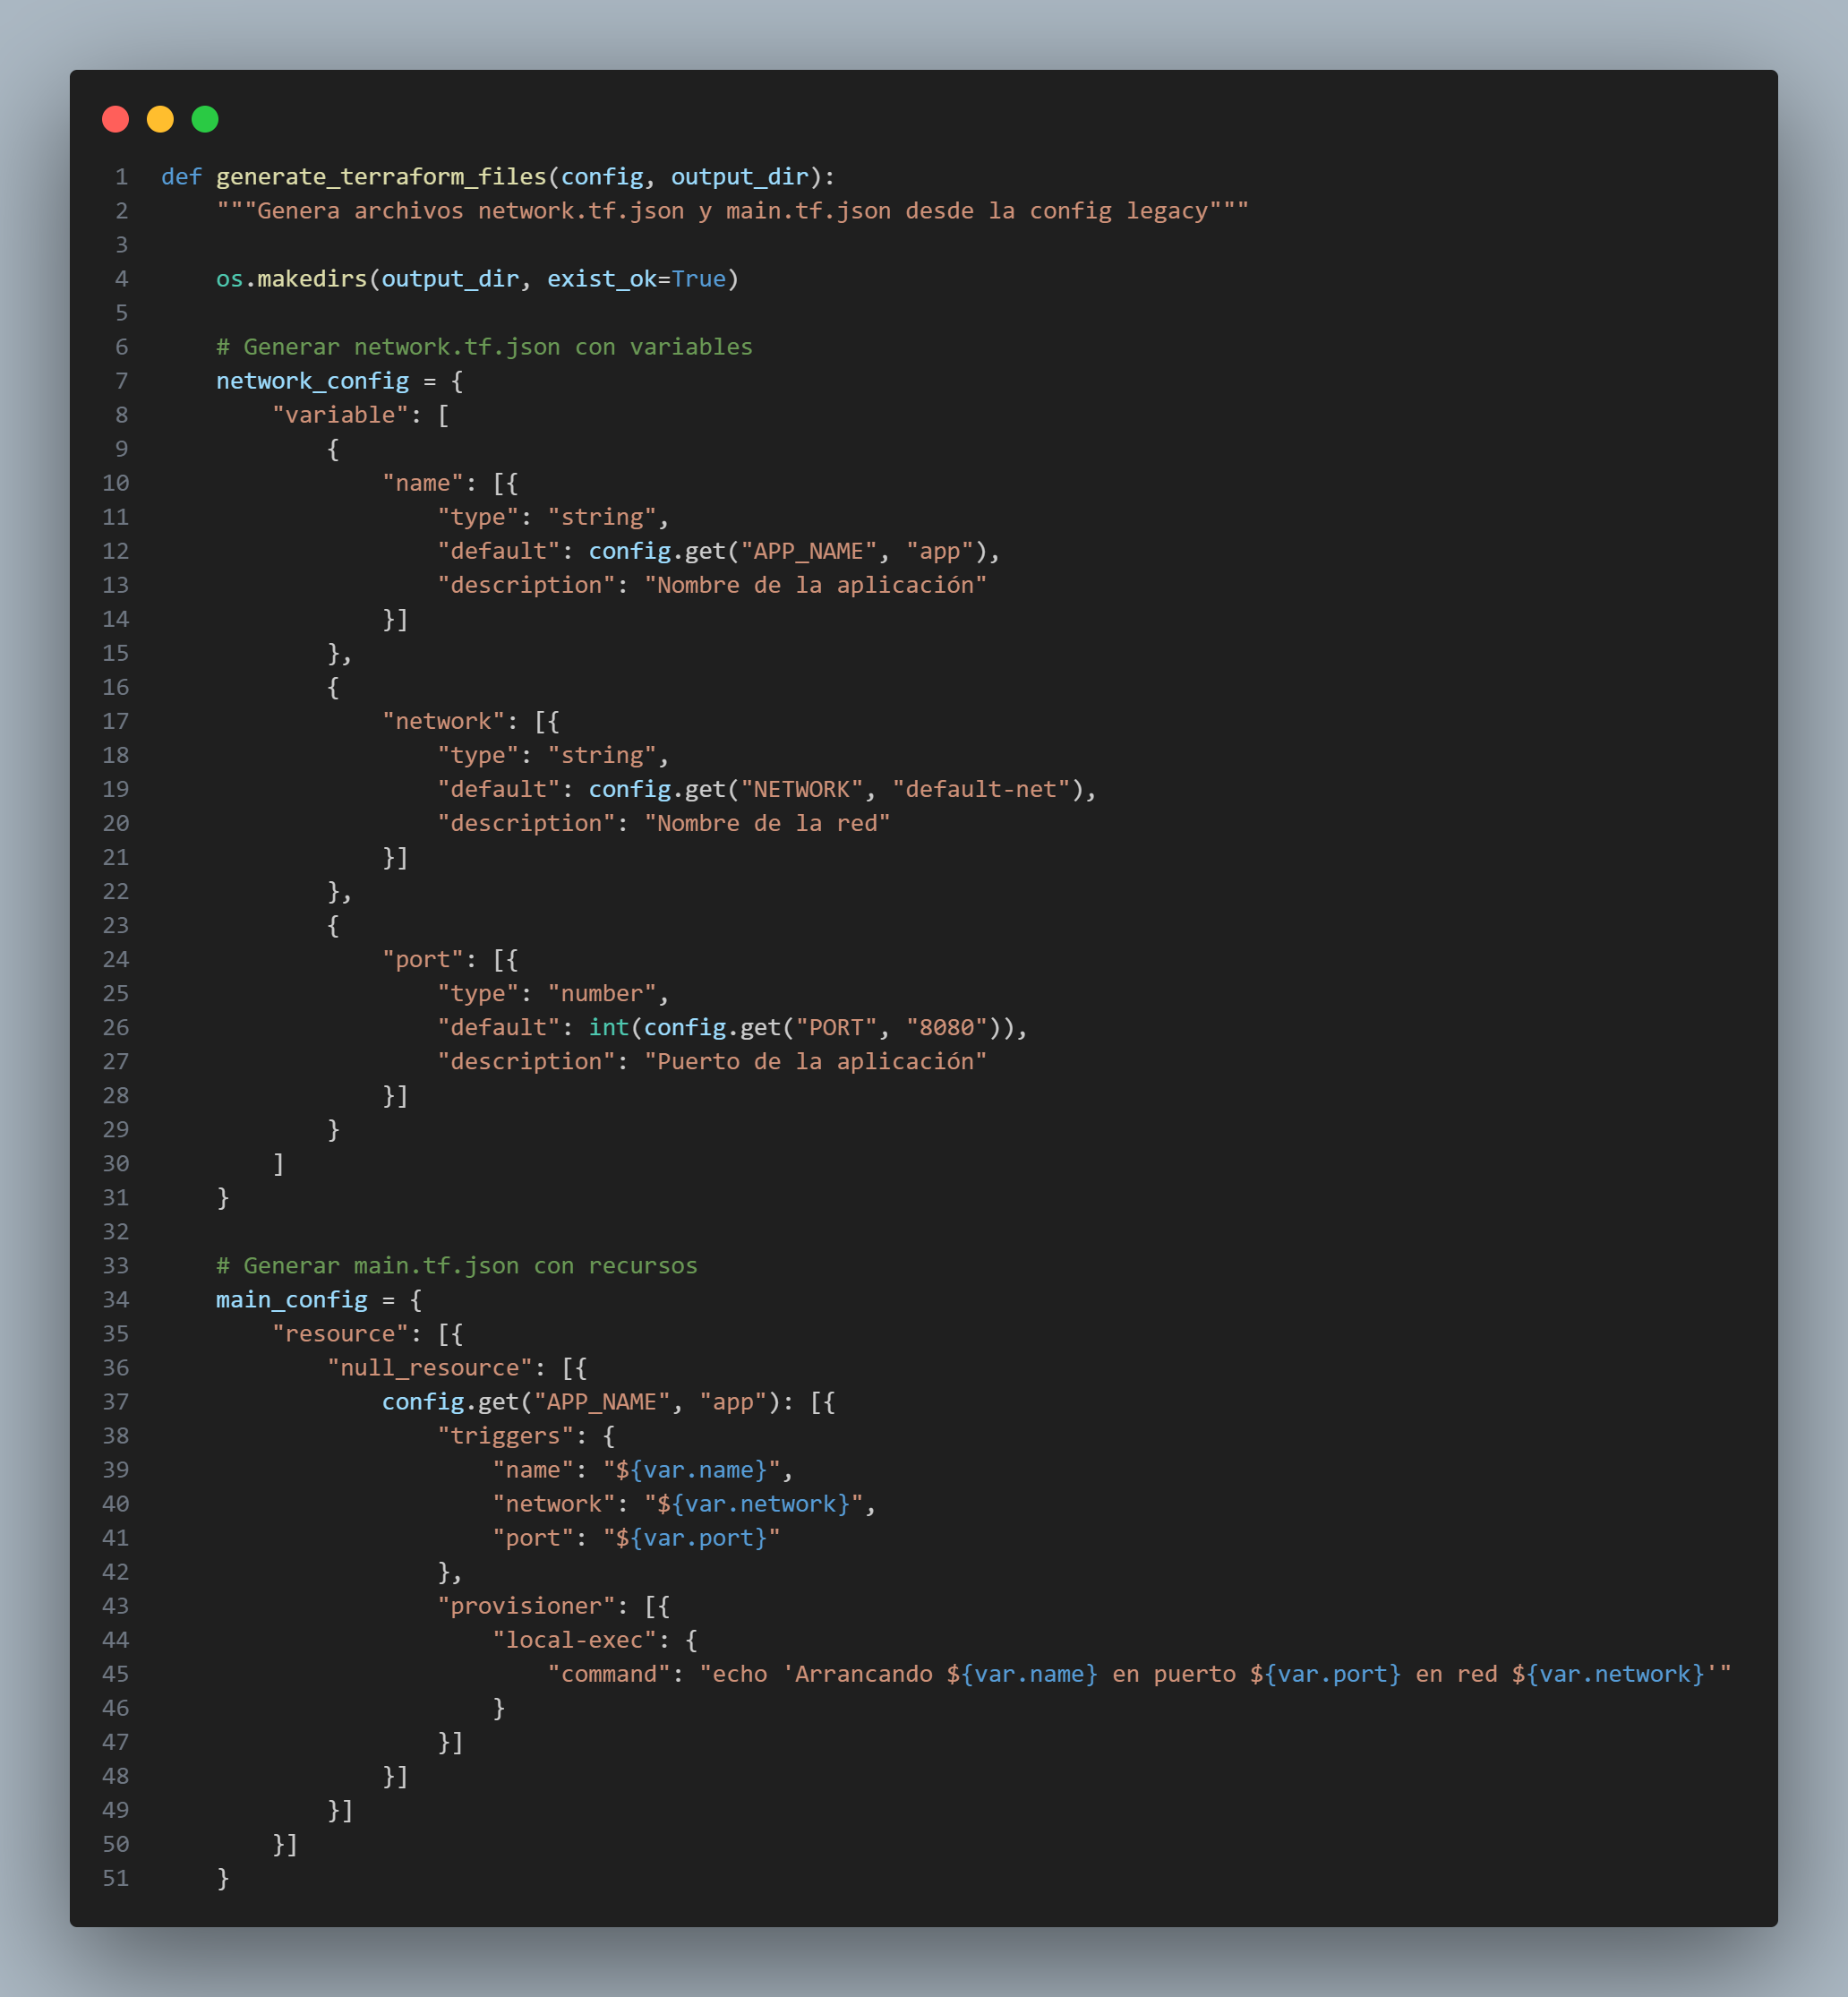 1 def generate_terraform_files(config, output_dir):
2     """Genera archivos network.tf.json y main.tf.json desde la config legacy"""
3
4     os.makedirs(output_dir, exist_ok=True)
5
6     # Generar network.tf.json con variables
7     network_config = {
8         "variable": [
9             {
10                 "name": [{
11                     "type": "string",
12                     "default": config.get("APP_NAME", "app"),
13                     "description": "Nombre de la aplicación"
14                 }]
15             },
16             {
17                 "network": [{
18                     "type": "string",
19                     "default": config.get("NETWORK", "default-net"),
20                     "description": "Nombre de la red"
21                 }]
22             },
23             {
24                 "port": [{
25                     "type": "number",
26                     "default": int(config.get("PORT", "8080")),
27                     "description": "Puerto de la aplicación"
28                 }]
29             }
30         ]
31     }
32
33     # Generar main.tf.json con recursos
34     main_config = {
35         "resource": [{
36             "null_resource": [{
37                 config.get("APP_NAME", "app"): [{
38                     "triggers": {
39                         "name": "${var.name}",
40                         "network": "${var.network}",
41                         "port": "${var.port}"
42                     },
43                     "provisioner": [{
44                         "local-exec": {
45                             "command": "echo 'Arrancando ${var.name} en puerto ${var.port} en red ${var.network}'"
46                         }
47                     }]
48                 }]
49             }]
50         }]
51     }